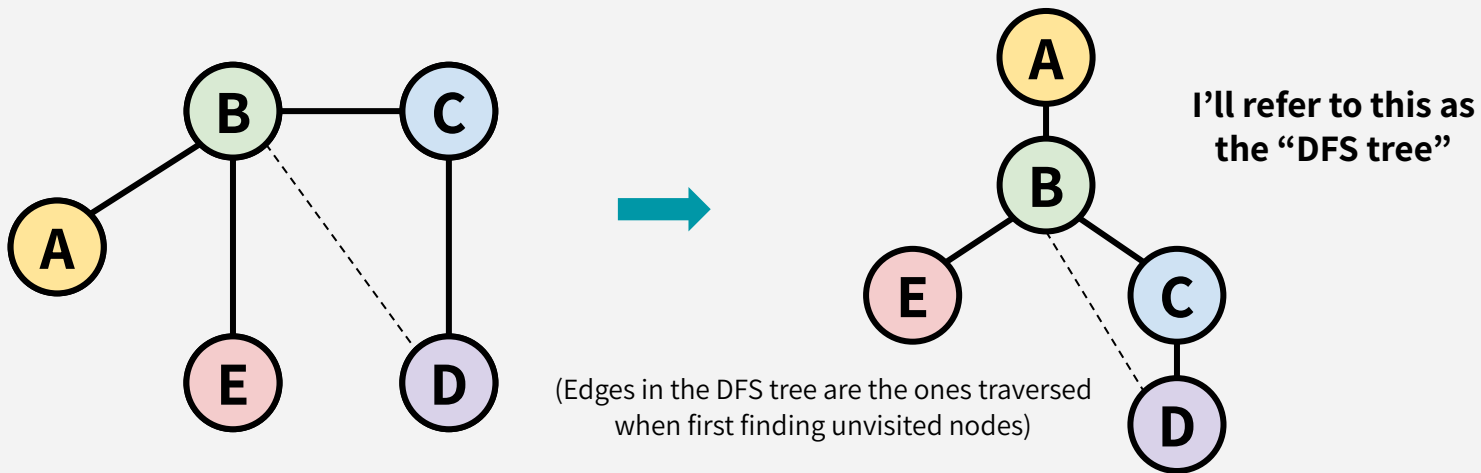 B
C
A
E
D
A
B
E
C
D
I’ll refer to this as
the “DFS tree”
(Edges in the DFS tree are the ones traversed
when first finding unvisited nodes)